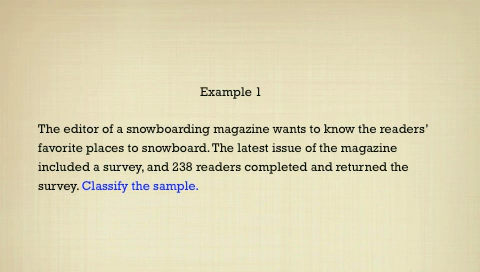 Example 1
The editor of a snowboarding magazine wants to know the readers'
favorite places to snowboard. The latest issue of the magazine
included a survey, and 238 readers completed and returned the
survey. Classify the sample.